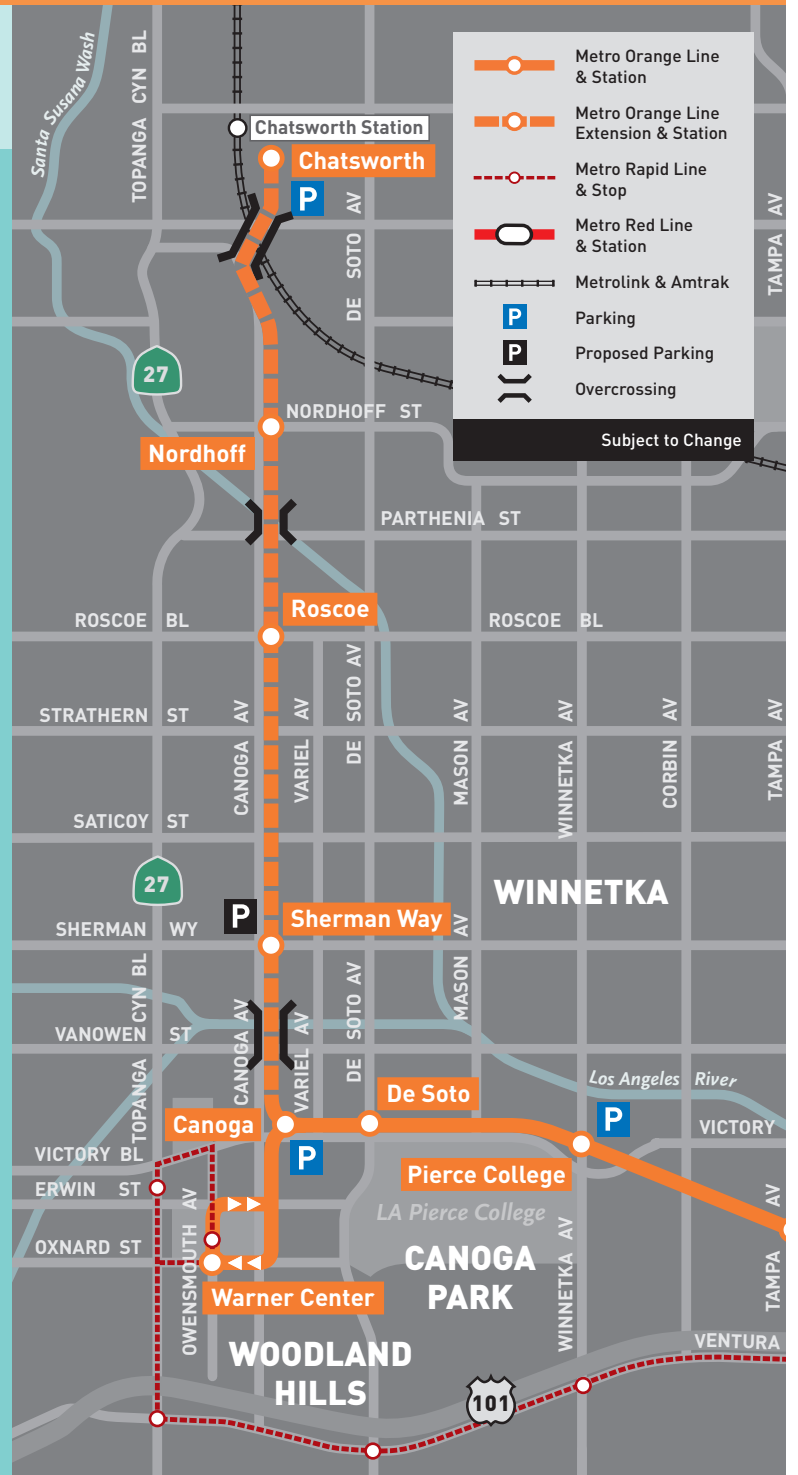 Santa Susana Wash
TOPANGA CYN BL
Chatsworth Station
Chatsworth
P
DE SOTO AV
TAMPA AV
Metro Orange Line
& Station
Metro Orange Line
Extension & Station
Metro Rapid Line
& Stop
Metro Red Line
& Station
Metrolink & Amtrak
P
Parking
P
Proposed Parking
Overcrossing
Subject to Change
27
NORDHOFF ST
Nordhoff
PARTHENIA ST
Roscoe
ROSCOE BL
ROSCOE BL
STRATHERN ST
CANOGA AV
VARIEL AV
DE SOTO AV
MASON AV
WINNETKA AV
CORBIN AV
TAMPA AV
SATICOY ST
27
WINNETKA
P
Sherman Way
SHERMAN WY
TOPANGA CYN BL
CANOGA AV
VARIEL AV
DE SOTO AV
MASON AV
VANOWEN ST
Los Angeles River
De Soto
Canoga
P
P
VICTORY
VICTORY BL
Pierce College
ERWIN ST
LA Pierce College
OXNARD ST
OWENSMOUTH AV
CANOGA
PARK
WINNETKA AV
TAMPA AV
Warner Center
WOODLAND
HILLS
VENTURA
101